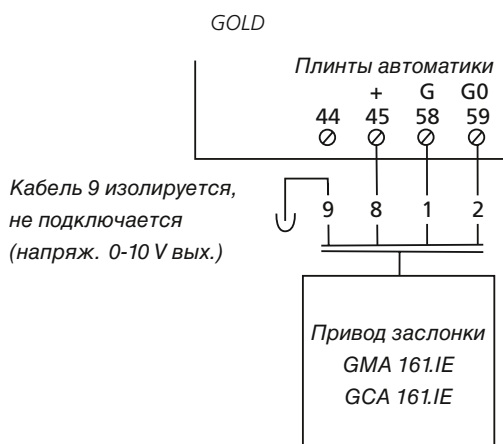 GOLD
Плинты автоматики
+ G G0
44 45 58 59
Кабель 9 изолируется,
не подключается
(напряж. 0-10 V вых.)
9 8 1 2
Привод заслонки
GMA 161.IE
GCA 161.IE